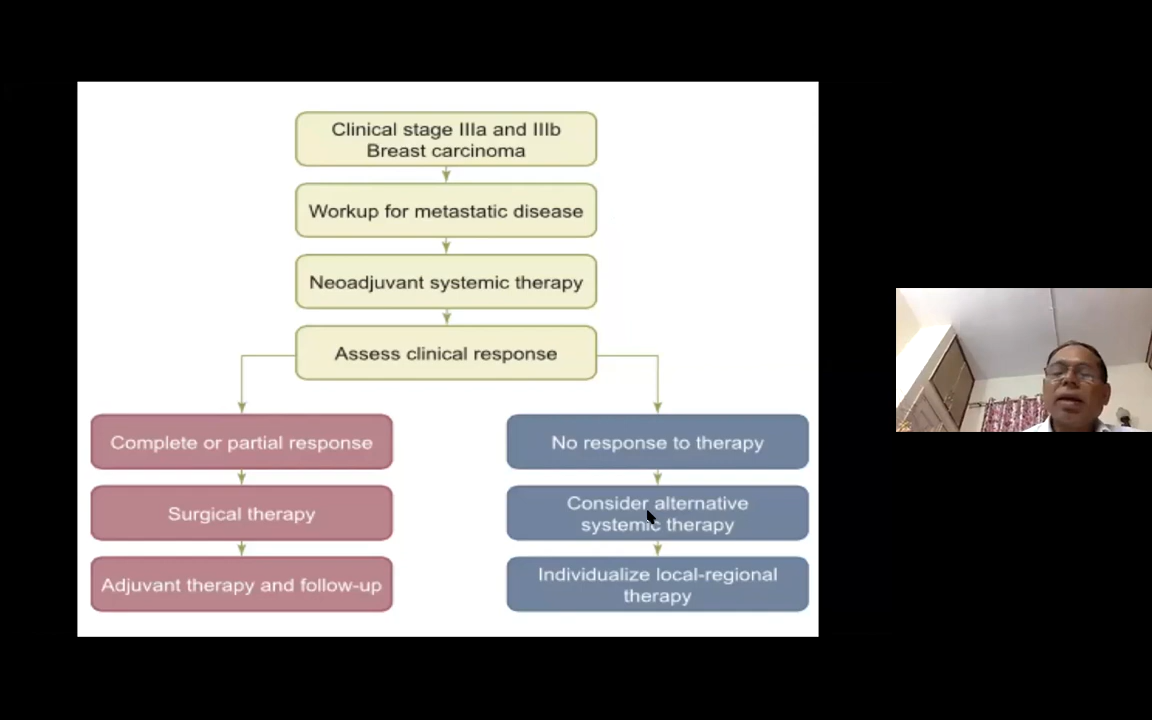 Clinical stage IIIa and IIIb
Breast carcinoma
Workup for metastatic disease
Neoadjuvant systemic therapy
Assess clinical response
Complete or partial response
Surgical therapy
Adjuvant therapy and follow-up
No response to therapy
Consider alternative
systemic therapy
Individualize local-regional
therapy